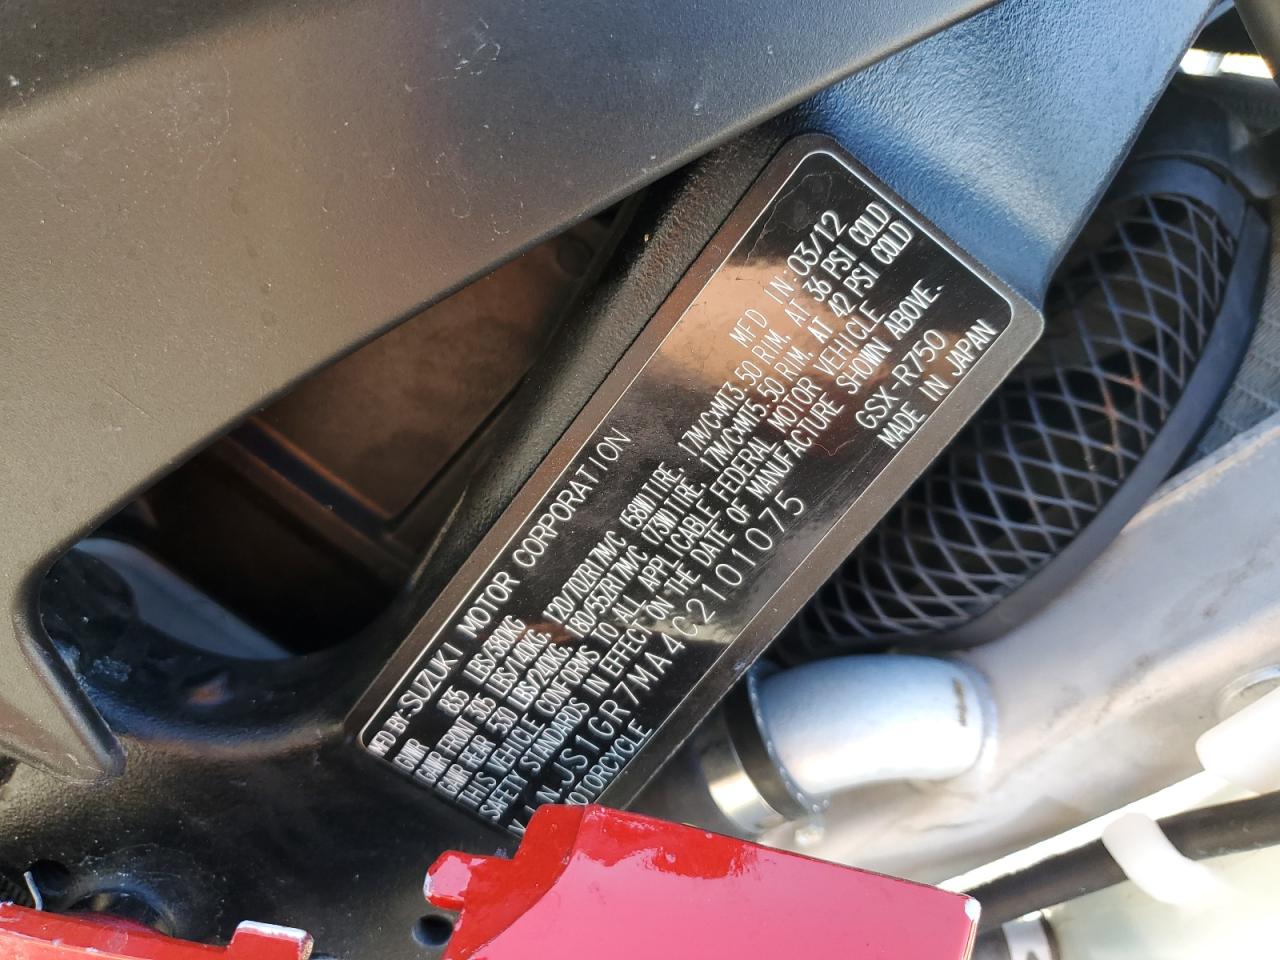 MFD BY:SUZUKI MOTOR CORPORATION MFD IN:03/12
GVWR 835 LBS(380KG
GAWR FRNT 305 LBS(140KG, 120/70ZR17M/C (58W)TIRE, 17M/CxMT3.50 RIM, AT 36 PSI COLD
GAWR REAR 530 LBS(240KG, 180/55ZR17M/C (73W)TIRE, 17M/CxMT5.50 RIM, AT 42 PSI COLD
THIS VEHICLE CONFORMS TO ALL APPLICABLE FEDERAL MOTOR VEHICLE
SAFETY STANDARDS IN EFFECT ON THE DATE OF MANUFACTURE SHOWN ABOVE.
JS1GR7MA4C2101075 GSX-R750
MOTORCYCLE MADE IN JAPAN